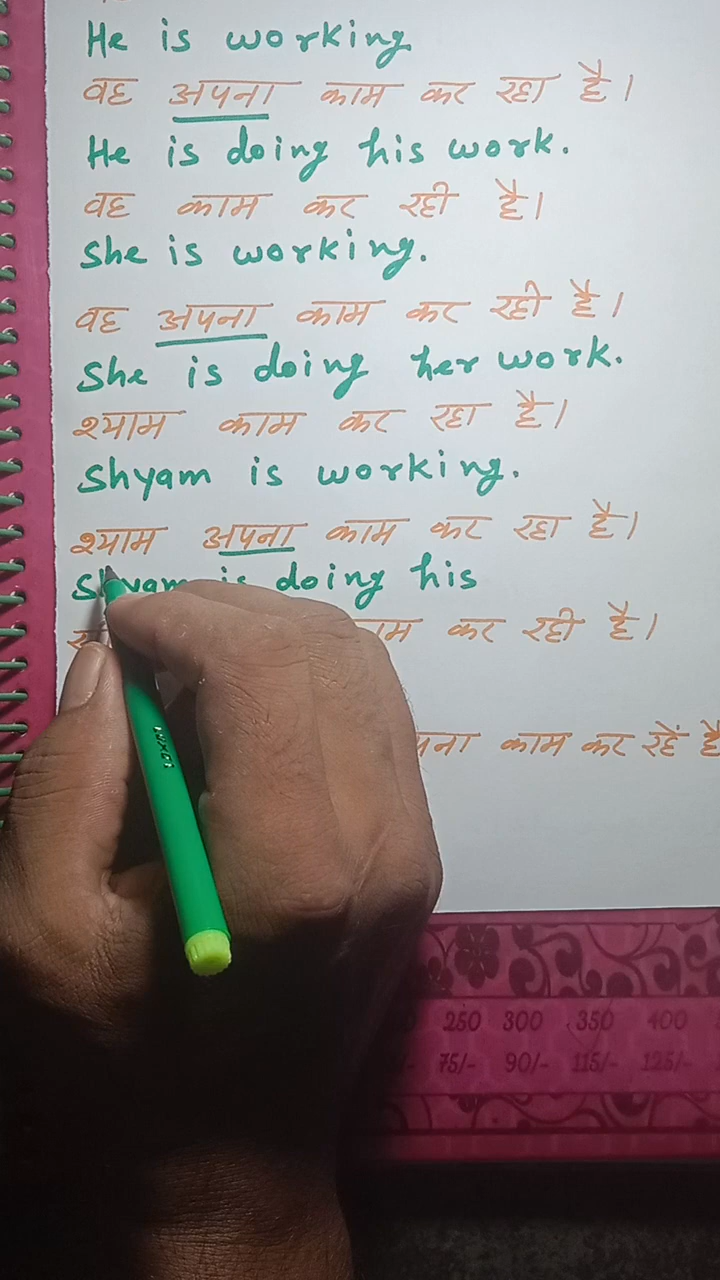 He is working
वह अपना काम कर रहा है।
He is doing his work.
वह काम कर रही है।
She is working.
वह अपना काम कर रही है।
She is doing her work.
श्याम काम कर रहा है।
Shyam is working.
श्याम अपना काम कर रहा है।
Shyam is doing his
काम कर रही है।
काम कर रहें है
250 300 350 400
75/- 90/- 115/- 125/-